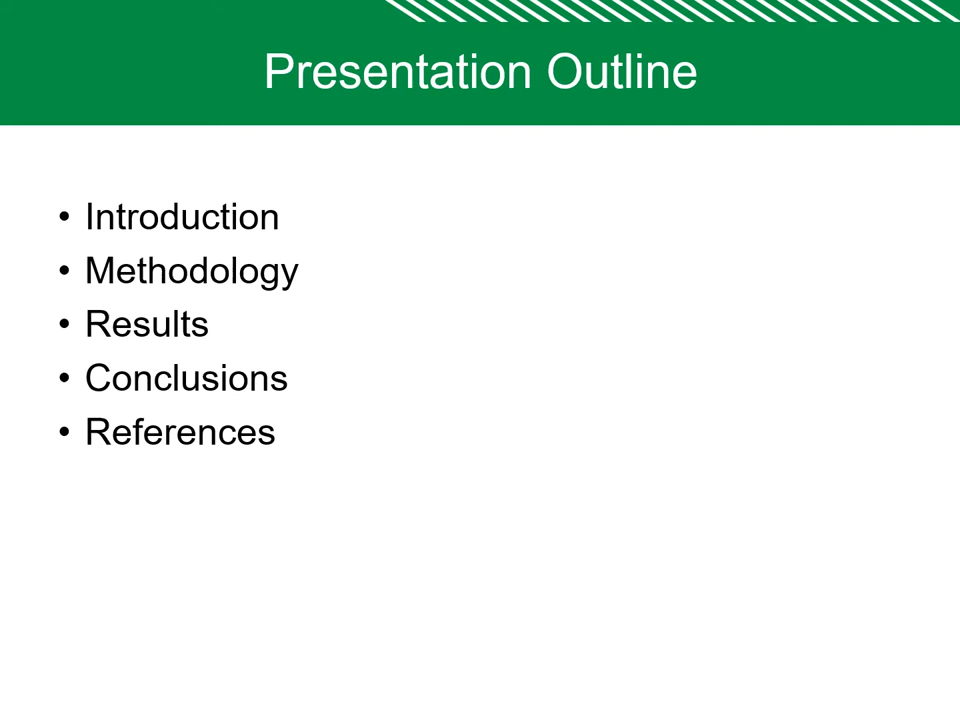 Presentation Outline
• Introduction
• Methodology
• Results
• Conclusions
• References